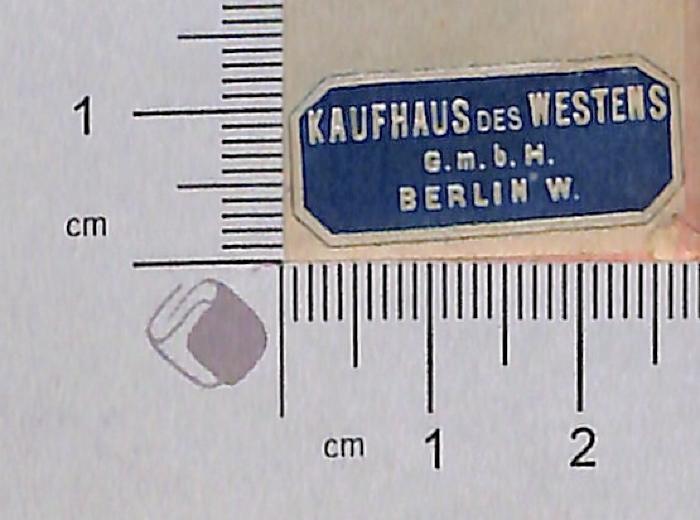 KAUFHAUS DES WESTENS
G.m.b.H.
BERLIN W.
1
cm
cm 1 2